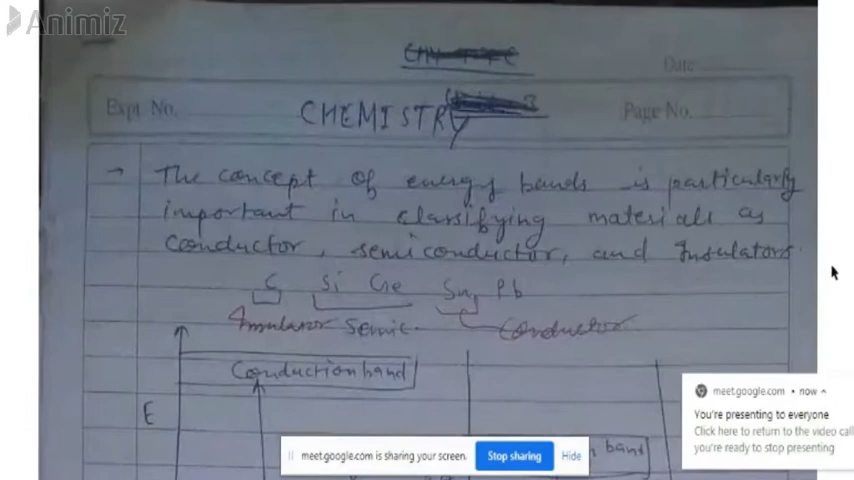 Animiz
Date
Expt. No.
CHEMISTRY
Page No.
→ The concept of energy bands is particularly
important in classifying materials as
Conductor, semiconductor, and Insulators.
C Si Ge Sn, Pb
Insulator Semic. Conductor
Conduction band
E
band
meet.google.com • now
You're presenting to everyone
Click here to return to the video call
you're ready to stop presenting
meet.google.com is sharing your screen. Stop sharing Hide